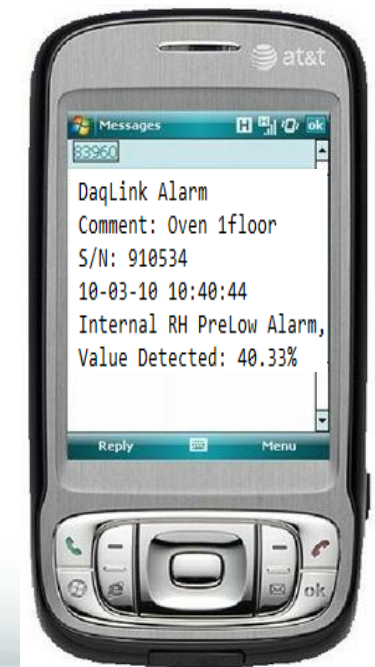 at&t
Messages
H H ok
83960
DaqLink Alarm
Comment: Oven 1floor
S/N: 910534
10-03-10 10:40:44
Internal RH PreLow Alarm,
Value Detected: 40.33%
Reply Menu
ok